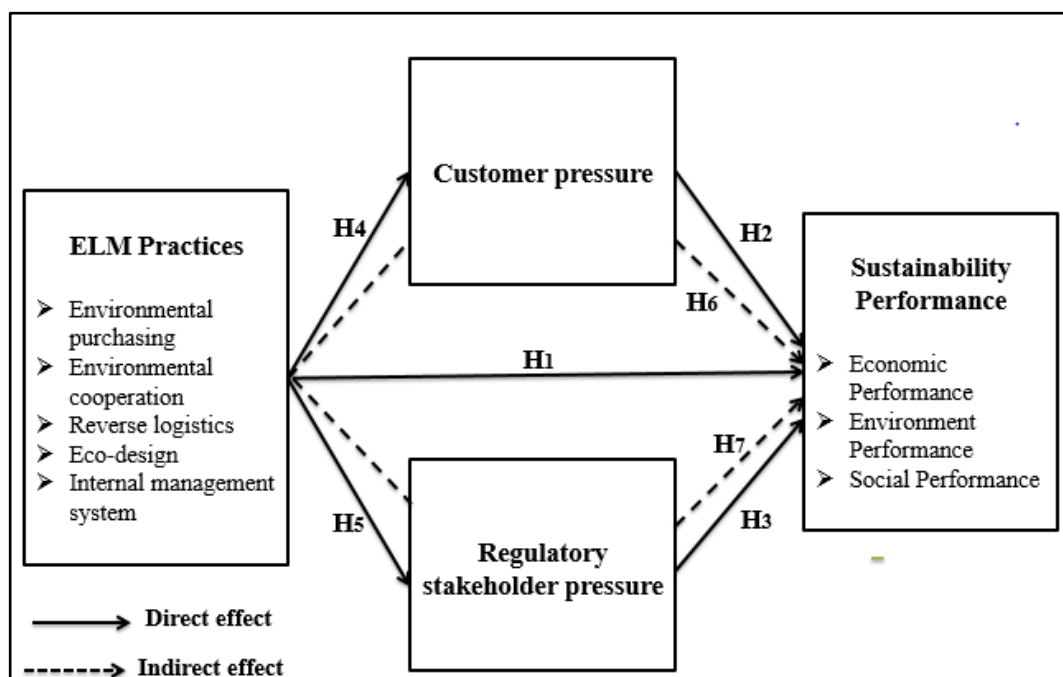 Customer pressure
H4
H2
ELM Practices
➢ Environmental
purchasing
➢ Environmental
cooperation
➢ Reverse logistics
➢ Eco-design
➢ Internal management
system
H6
H1
Sustainability
Performance
➢ Economic
Performance
➢ Environment
Performance
➢ Social Performance
H7
H5
H3
Regulatory
stakeholder pressure
Direct effect
Indirect effect